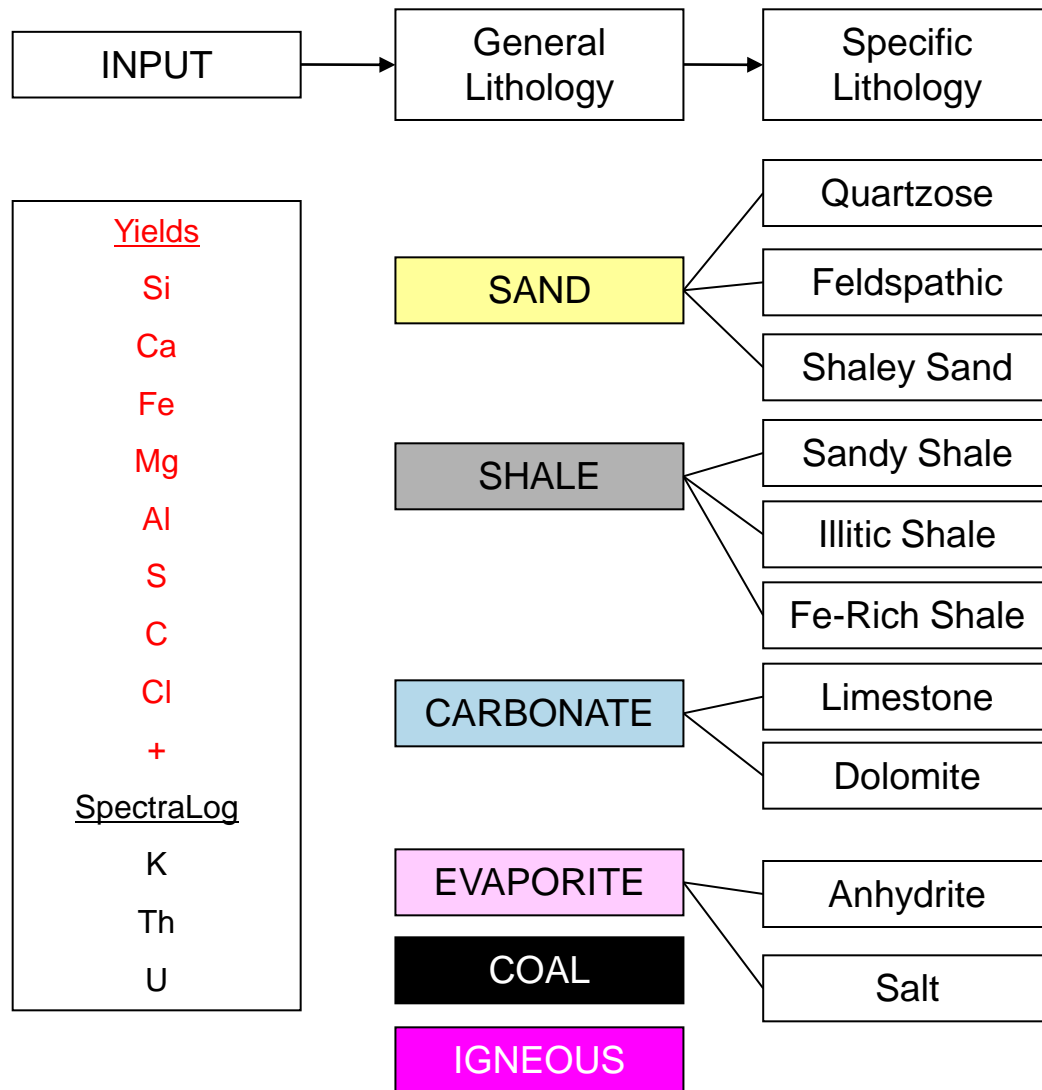 INPUT
General
Lithology
Specific
Lithology
Yields
Si
Ca
Fe
Mg
Al
S
C
Cl
+
SpectraLog
K
Th
U
SAND
Quartzose
Feldspathic
Shaley Sand
SHALE
Sandy Shale
Illitic Shale
Fe-Rich Shale
CARBONATE
Limestone
Dolomite
EVAPORITE
Anhydrite
Salt
COAL
IGNEOUS